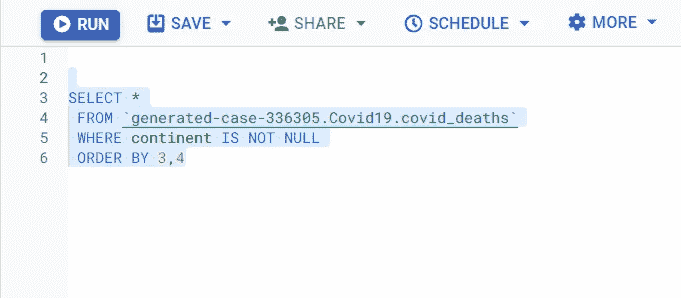 RUN SAVE SHARE SCHEDULE MORE
1
2
3 SELECT *
4 FROM `generated-case-336305.Covid19.covid_deaths`
5 WHERE continent IS NOT NULL
6 ORDER BY 3,4